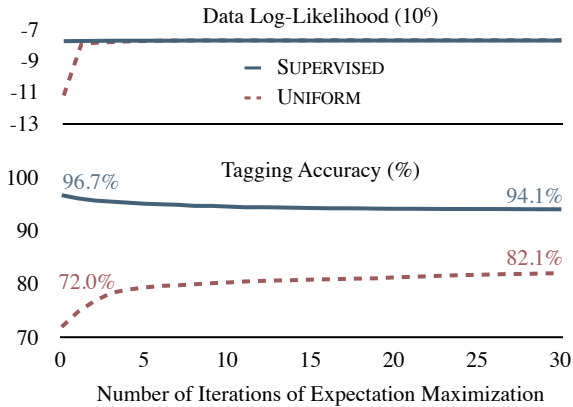 Data Log-Likelihood (10⁶)
-7
-9
-11
-13
SUPERVISED
UNIFORM
Tagging Accuracy (%)
100
90
80
70
96.7%
94.1%
72.0%
82.1%
0 5 10 15 20 25 30
Number of Iterations of Expectation Maximization